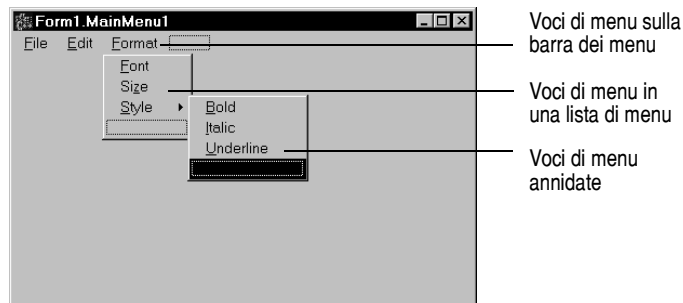 Form1.MainMenu1
File Edit Format
Font
Size
Style
Bold
Italic
Underline
Voci di menu sulla
barra dei menu
Voci di menu in
una lista di menu
Voci di menu
annidate